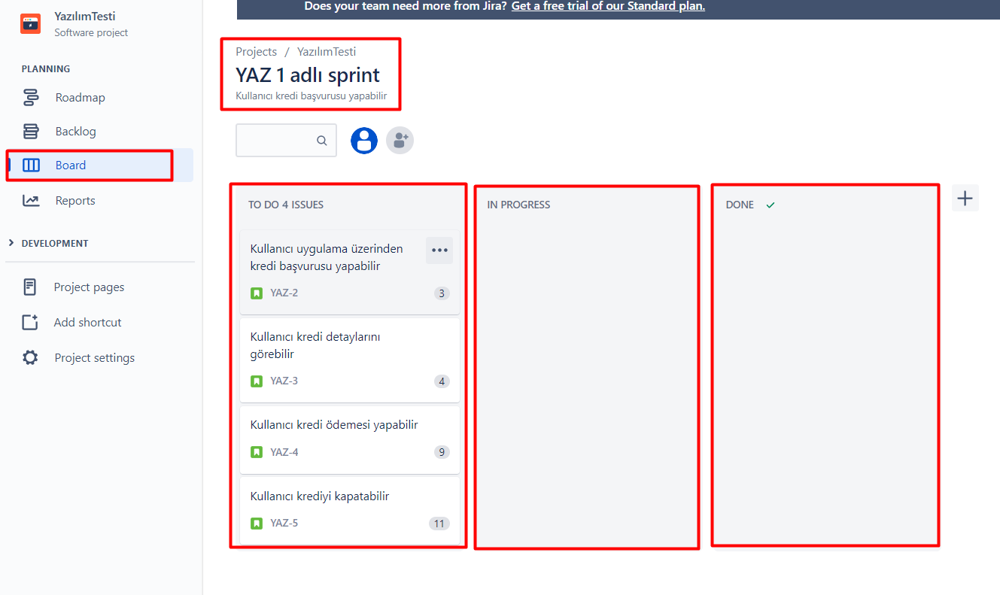 YazılımTesti
Software project
PLANNING
Roadmap
Backlog
Board
Reports
DEVELOPMENT
Project pages
Add shortcut
Project settings
Does your team need more from Jira? Get a free trial of our Standard plan.
Projects / YazılımTesti
YAZ 1 adlı sprint
Kullanıcı kredi başvurusu yapabilir
TO DO 4 ISSUES
Kullanıcı uygulama üzerinden
kredi başvurusu yapabilir
YAZ-2 3
Kullanıcı kredi detaylarını
görebilir
YAZ-3 4
Kullanıcı kredi ödemesi yapabilir
YAZ-4 9
Kullanıcı krediyi kapatabilir
YAZ-5 11
IN PROGRESS
DONE